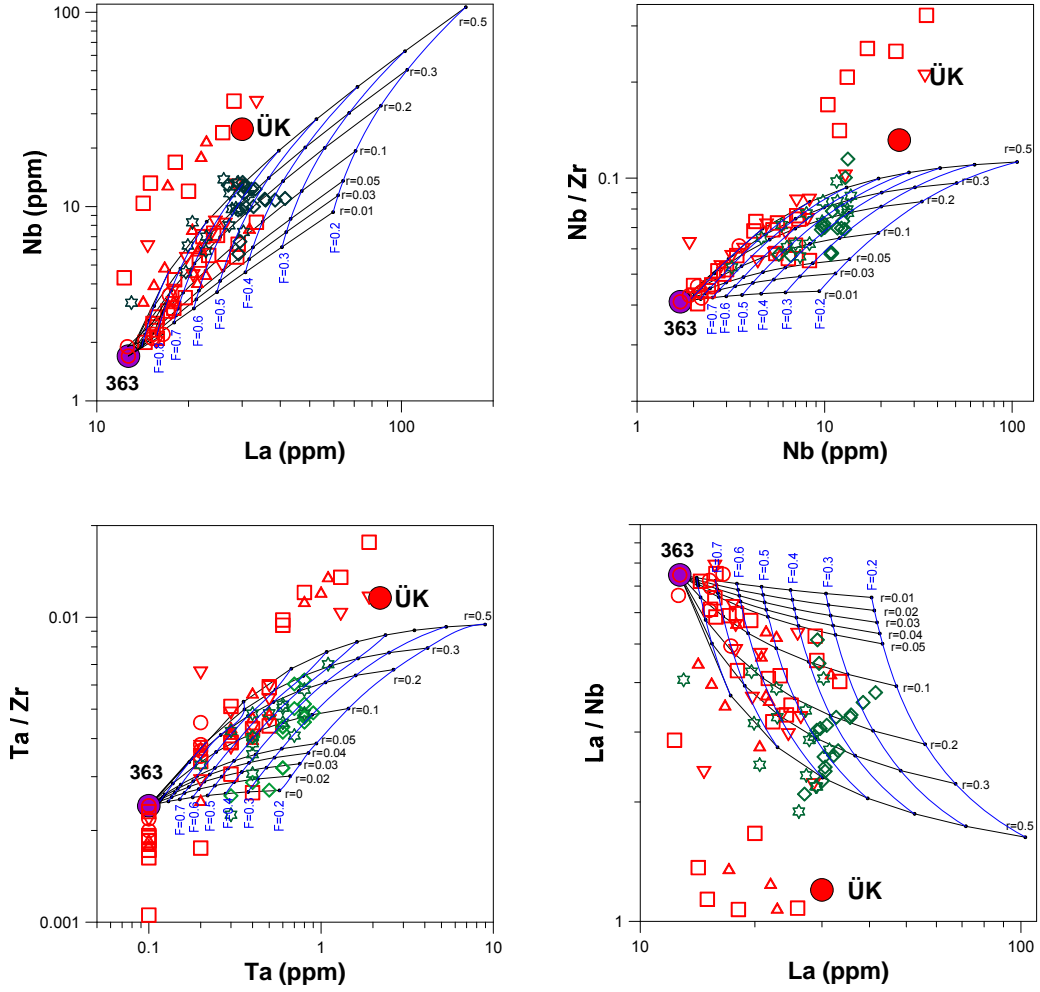 100
10
1
Nb (ppm)
r=0.5
r=0.3
r=0.2
r=0.1
r=0.05
r=0.03
r=0.01
ÜK
363
F=0.8
F=0.7
F=0.6
F=0.5
F=0.4
F=0.3
F=0.2
10
100
La (ppm)
Nb / Zr
0.1
ÜK
r=0.5
r=0.3
r=0.2
r=0.1
r=0.05
r=0.03
r=0.01
363
F=0.7
F=0.6
F=0.5
F=0.4
F=0.3
F=0.2
1
10
100
Nb (ppm)
Ta / Zr
0.01
0.001
ÜK
r=0.5
r=0.3
r=0.2
r=0.1
r=0.05
r=0.04
r=0.03
r=0.02
r=0
363
F=0.7
F=0.6
F=0.5
F=0.4
F=0.3
F=0.2
0.1
1
10
Ta (ppm)
La / Nb
1
363
F=0.7
F=0.6
F=0.5
F=0.4
F=0.3
F=0.2
r=0.01
r=0.02
r=0.03
r=0.04
r=0.05
r=0.1
r=0.2
r=0.3
r=0.5
ÜK
10
100
La (ppm)